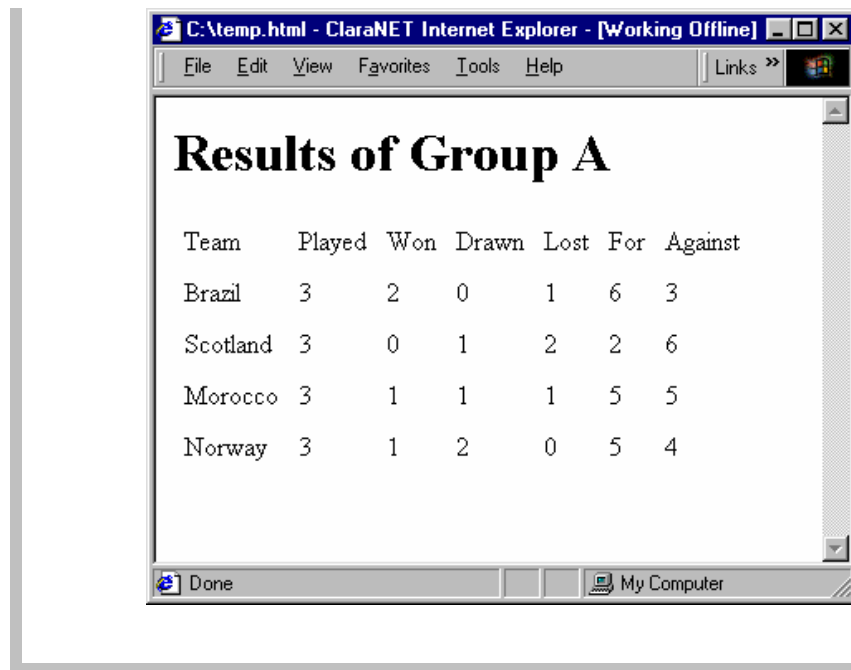 C:\temp.html - ClaraNET Internet Explorer - [Working Offline]
File Edit View Favorites Tools Help Links »
Results of Group A
Team Played Won Drawn Lost For Against
Brazil 3 2 0 1 6 3
Scotland 3 0 1 2 2 6
Morocco 3 1 1 1 5 5
Norway 3 1 2 0 5 4
Done My Computer